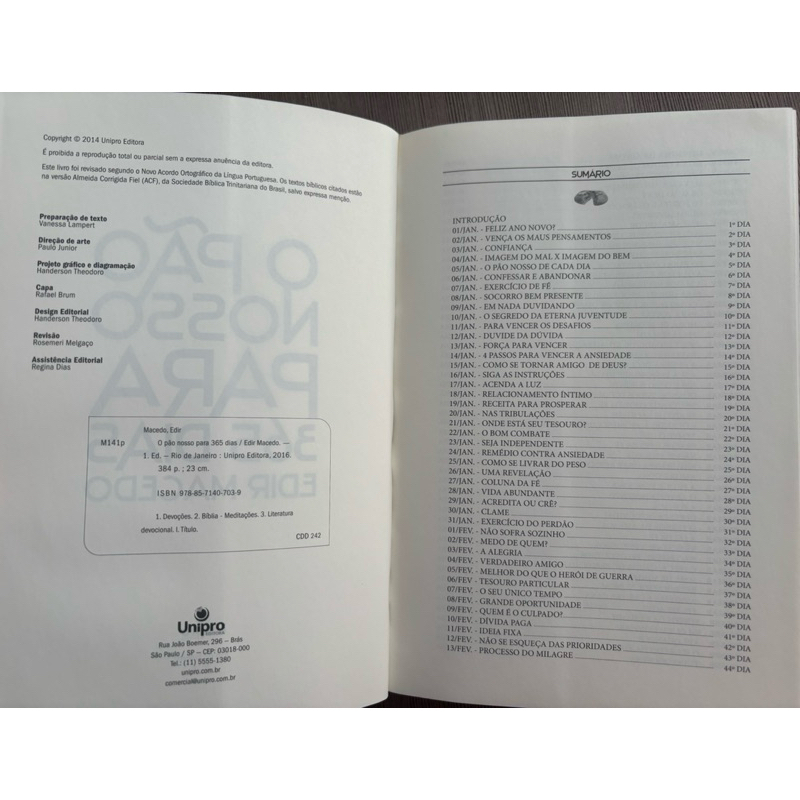 Copyright © 2014 Unipro Editora
É proibida a reprodução total ou parcial sem a expressa anuência da editora.
Este livro foi revisado segundo o Novo Acordo Ortográfico da Língua Portuguesa. Os textos bíblicos citados estão
na versão Almeida Corrigida Fiel (ACF), da Sociedade Bíblica Trinitariana do Brasil, salvo expressa menção.
Preparação de texto
Vanessa Lampert
Direção de arte
Paulo Junior
Projeto gráfico e diagramação
Handerson Theodoro
Capa
Rafael Brum
Design Editorial
Handerson Theodoro
Revisão
Rosemeri Melgaço
Assistência Editorial
Regina Dias
O PÃO
NOSSO
PARA
365 DIAS
EDIR MACEDO
Macedo, Edir
M141p O pão nosso para 365 dias / Edir Macedo. —
1. Ed. – Rio de Janeiro : Unipro Editora, 2016.
384 p. ; 23 cm.
ISBN 978-85-7140-703-9
1. Devoções. 2. Bíblia - Meditações. 3. Literatura
devocional. I. Título.
CDD 242
Unipro
EDITORA
Rua João Boemer, 296 – Brás
São Paulo / SP – CEP: 03018-000
Tel.: (11) 5555-1380
unipro.com.br
comercial@unipro.com.br
SUMÁRIO
INTRODUÇÃO
01/JAN. - FELIZ ANO NOVO? 1º DIA
02/JAN. - VENÇA OS MAUS PENSAMENTOS 2º DIA
03/JAN. - CONFIANÇA 3º DIA
04/JAN. - IMAGEM DO MAL X IMAGEM DO BEM 4º DIA
05/JAN. - O PÃO NOSSO DE CADA DIA 5º DIA
06/JAN. - CONFESSAR E ABANDONAR 6º DIA
07/JAN. - EXERCÍCIO DE FÉ 7º DIA
08/JAN. - SOCORRO BEM PRESENTE 8º DIA
09/JAN. - EM NADA DUVIDANDO 9º DIA
10/JAN. - O SEGREDO DA ETERNA JUVENTUDE 10º DIA
11/JAN. - PARA VENCER OS DESAFIOS 11º DIA
12/JAN. - DUVIDE DA DÚVIDA 12º DIA
13/JAN. - FORÇA PARA VENCER 13º DIA
14/JAN. - 4 PASSOS PARA VENCER A ANSIEDADE 14º DIA
15/JAN. - COMO SE TORNAR AMIGO DE DEUS? 15º DIA
16/JAN. - SIGA AS INSTRUÇÕES 16º DIA
17/JAN. - ACENDA A LUZ 17º DIA
18/JAN. - RELACIONAMENTO ÍNTIMO 18º DIA
19/JAN. - RECEITA PARA PROSPERAR 19º DIA
20/JAN. - NAS TRIBULAÇÕES 20º DIA
21/JAN. - ONDE ESTÁ SEU TESOURO? 21º DIA
22/JAN. - O BOM COMBATE 22º DIA
23/JAN. - SEJA INDEPENDENTE 23º DIA
24/JAN. - REMÉDIO CONTRA ANSIEDADE 24º DIA
25/JAN. - COMO SE LIVRAR DO PESO 25º DIA
26/JAN. - UMA REVELAÇÃO 26º DIA
27/JAN. - COLUNA DA FÉ 27º DIA
28/JAN. - VIDA ABUNDANTE 28º DIA
29/JAN. - ACREDITA OU CRÊ? 29º DIA
30/JAN. - CLAME 30º DIA
31/JAN. - EXERCÍCIO DO PERDÃO 31º DIA
01/FEV. - NÃO SOFRA SOZINHO 32º DIA
02/FEV. - MEDO DE QUEM? 33º DIA
03/FEV. - A ALEGRIA 34º DIA
04/FEV. - VERDADEIRO AMIGO 35º DIA
05/FEV. - MELHOR DO QUE O HERÓI DE GUERRA 36º DIA
06/FEV - TESOURO PARTICULAR 37º DIA
07/FEV. - O SEU ÚNICO TEMPO 38º DIA
08/FEV. - GRANDE OPORTUNIDADE 39º DIA
09/FEV. - QUEM É O CULPADO? 40º DIA
10/FEV. - DÍVIDA PAGA 41º DIA
11/FEV. - IDEIA FIXA 42º DIA
12/FEV. - NÃO SE ESQUEÇA DAS PRIORIDADES 43º DIA
13/FEV. - PROCESSO DO MILAGRE 44º DIA